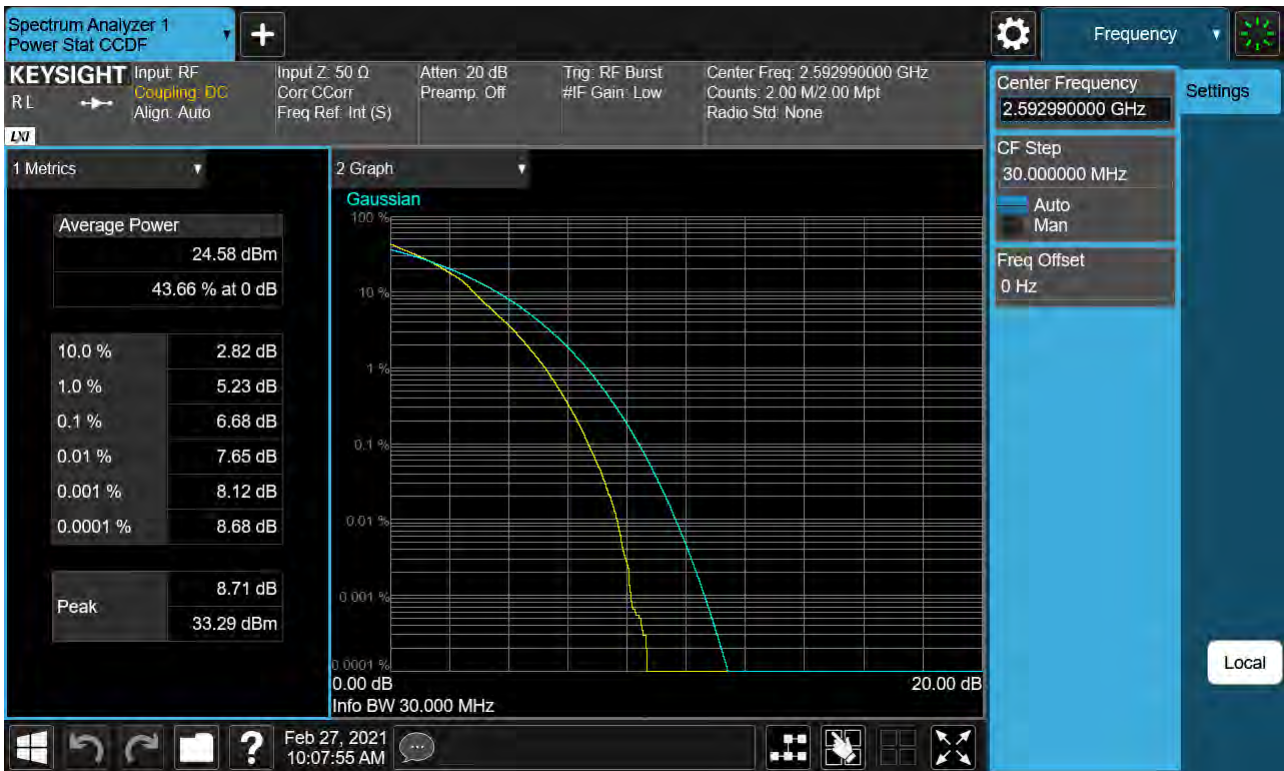 Spectrum Analyzer 1
Power Stat CCDF
Frequency
KEYSIGHT
RL
LXI
Input: RF
Coupling: DC
Align: Auto
Input Z: 50 Ω
Corr CCorr
Freq Ref: Int (S)
Atten: 20 dB
Preamp: Off
Trig: RF Burst
#IF Gain: Low
Center Freq: 2.592990000 GHz
Counts: 2.00 M/2.00 Mpt
Radio Std: None
Center Frequency
2.592990000 GHz
Settings
CF Step
30.000000 MHz
Auto
Man
Freq Offset
0 Hz
Local
1 Metrics
Average Power
24.58 dBm
43.66 % at 0 dB
10.0 % 2.82 dB
1.0 % 5.23 dB
0.1 % 6.68 dB
0.01 % 7.65 dB
0.001 % 8.12 dB
0.0001 % 8.68 dB
Peak
8.71 dB
33.29 dBm
2 Graph
Gaussian
100 %
10 %
1 %
0.1 %
0.01 %
0.001 %
0.0001 %
0.00 dB 20.00 dB
Info BW 30.000 MHz
Feb 27, 2021
10:07:55 AM